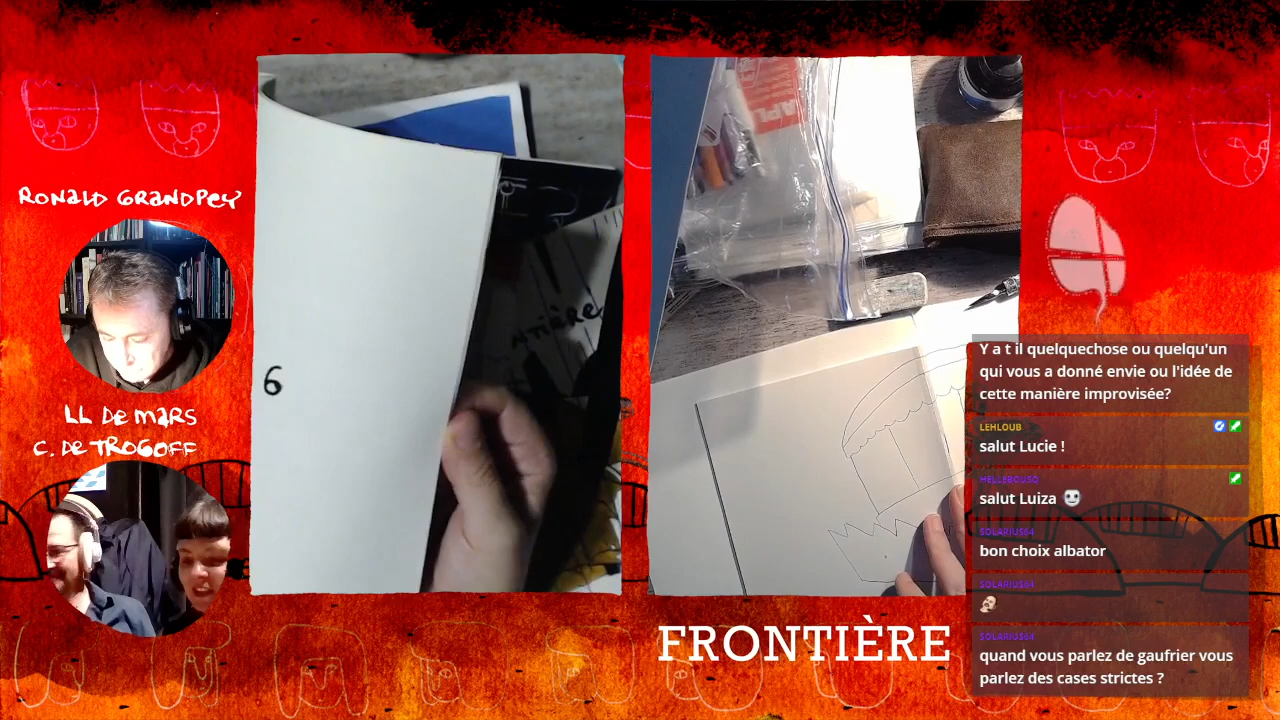 RONALD GRANDPEY
LL DE MARS
C. DE TROGOFF
6
NTIÈRE
FRONTIÈRE
Y a t il quelquechose ou quelqu'un
qui vous a donné envie ou l'idée de
cette manière improvisée?
LEHLOUB
salut Lucie !
HELLEBOUSQ
salut Luiza
SOLARIUS64
bon choix albator
SOLARIUS64
SOLARIUS64
quand vous parlez de gaufrier vous
parlez des cases strictes ?